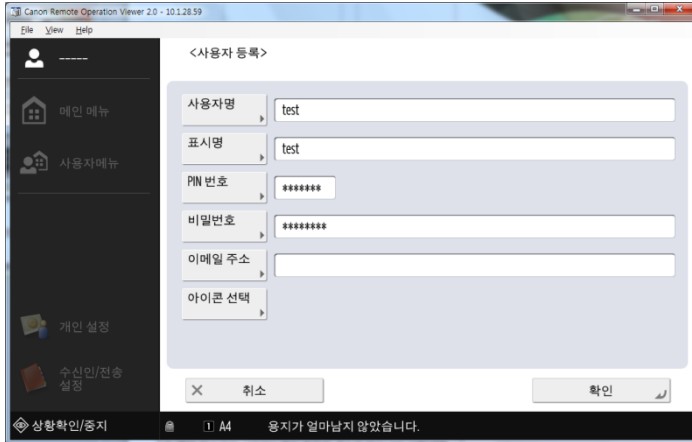 Canon Remote Operation Viewer 2.0 - 10.1.28.59
File View Help
-----
<사용자 등록>
메인 메뉴
사용자메뉴
사용자명
test
표시명
test
PIN 번호
*******
비밀번호
********
이메일 주소
아이콘 선택
개인 설정
수신인/전송
설정
취소
확인
상황확인/중지
1 A4
용지가 얼마남지 않았습니다.